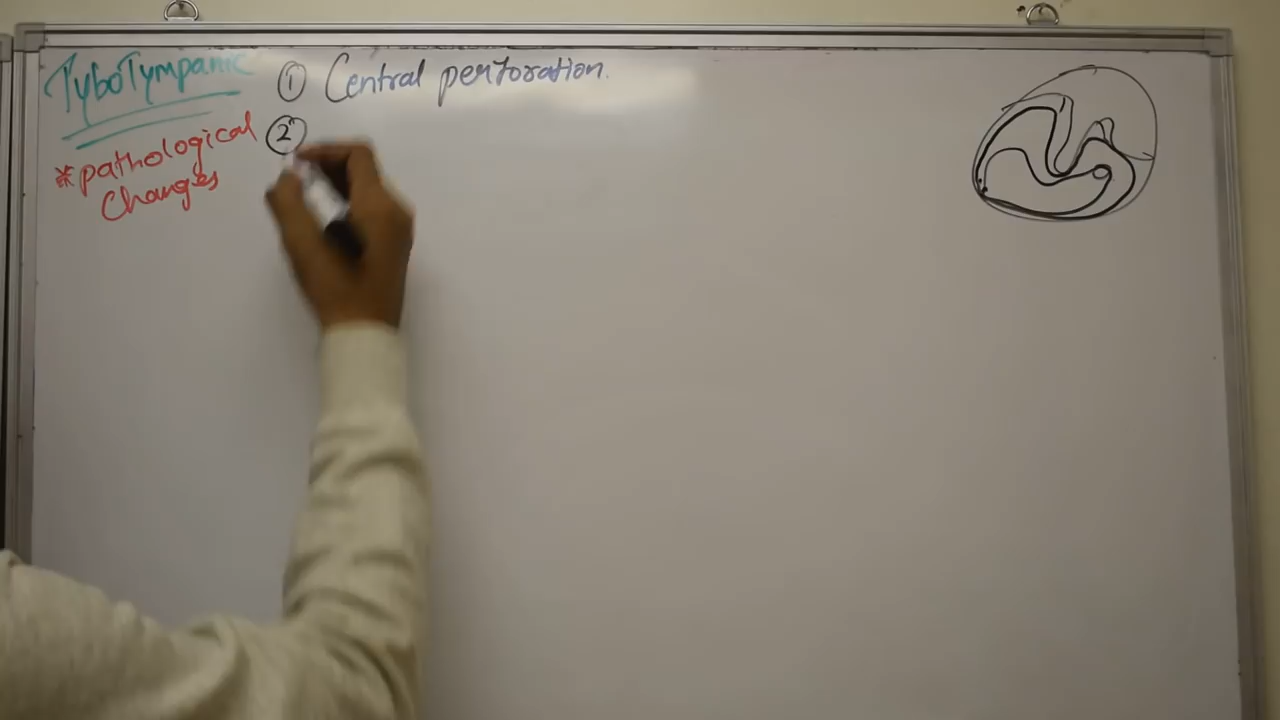 TyboTympanic
① Central perforation.
②
*pathological
Changes